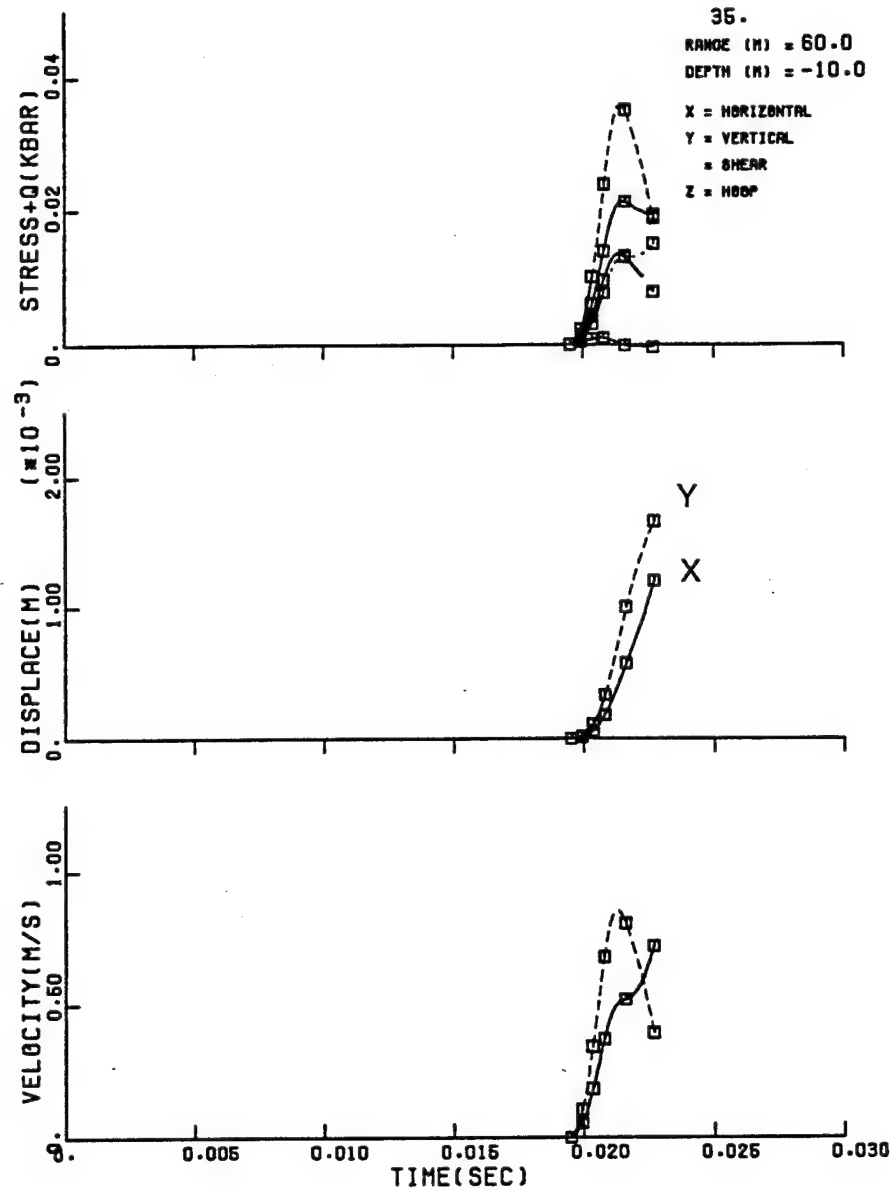 35.
RANGE (M) = 60.0
DEPTH (M) = -10.0
X = HORIZONTAL
Y = VERTICAL
= SHEAR
Z = HOOP
STRESS+Q(KBAR)
0.04
0.02
0.
DISPLACE(M) (*10⁻³)
2.00
1.00
0.
Y
X
VELOCITY(M/S)
1.00
0.50
0.
0. 0.005 0.010 0.015 0.020 0.025 0.030
TIME(SEC)